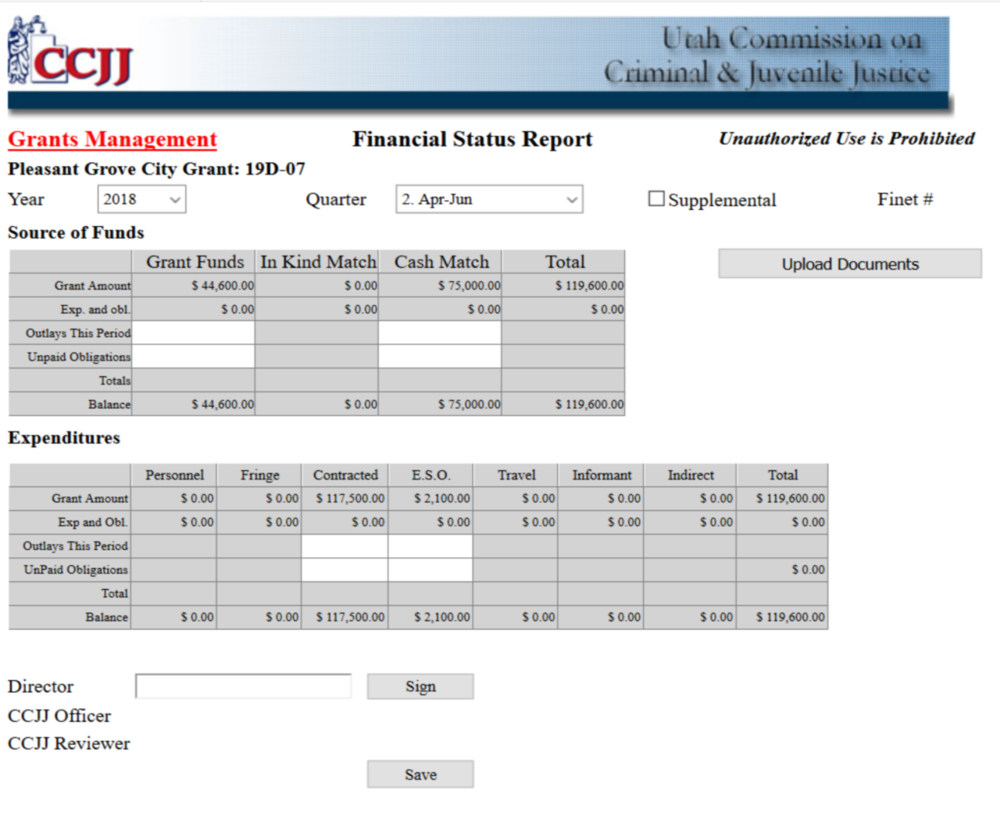 CCJJ
Utah Commission on
Criminal & Juvenile Justice
Grants Management Financial Status Report Unauthorized Use is Prohibited
Pleasant Grove City Grant: 19D-07
Year 2018 Quarter 2. Apr-Jun Supplemental Finet #
Source of Funds
Grant Funds In Kind Match Cash Match Total
Upload Documents
Grant Amount $ 44,600.00 $ 0.00 $ 75,000.00 $ 119,600.00
Exp. and obl. $ 0.00 $ 0.00 $ 0.00 $ 0.00
Outlays This Period
Unpaid Obligations
Totals
Balance $ 44,600.00 $ 0.00 $ 75,000.00 $ 119,600.00
Expenditures
Personnel Fringe Contracted E.S.O. Travel Informant Indirect Total
Grant Amount $ 0.00 $ 0.00 $ 117,500.00 $ 2,100.00 $ 0.00 $ 0.00 $ 0.00 $ 119,600.00
Exp and Obl. $ 0.00 $ 0.00 $ 0.00 $ 0.00 $ 0.00 $ 0.00 $ 0.00 $ 0.00
Outlays This Period
UnPaid Obligations $ 0.00
Total
Balance $ 0.00 $ 0.00 $ 117,500.00 $ 2,100.00 $ 0.00 $ 0.00 $ 0.00 $ 119,600.00
Director Sign
CCJJ Officer
CCJJ Reviewer
Save